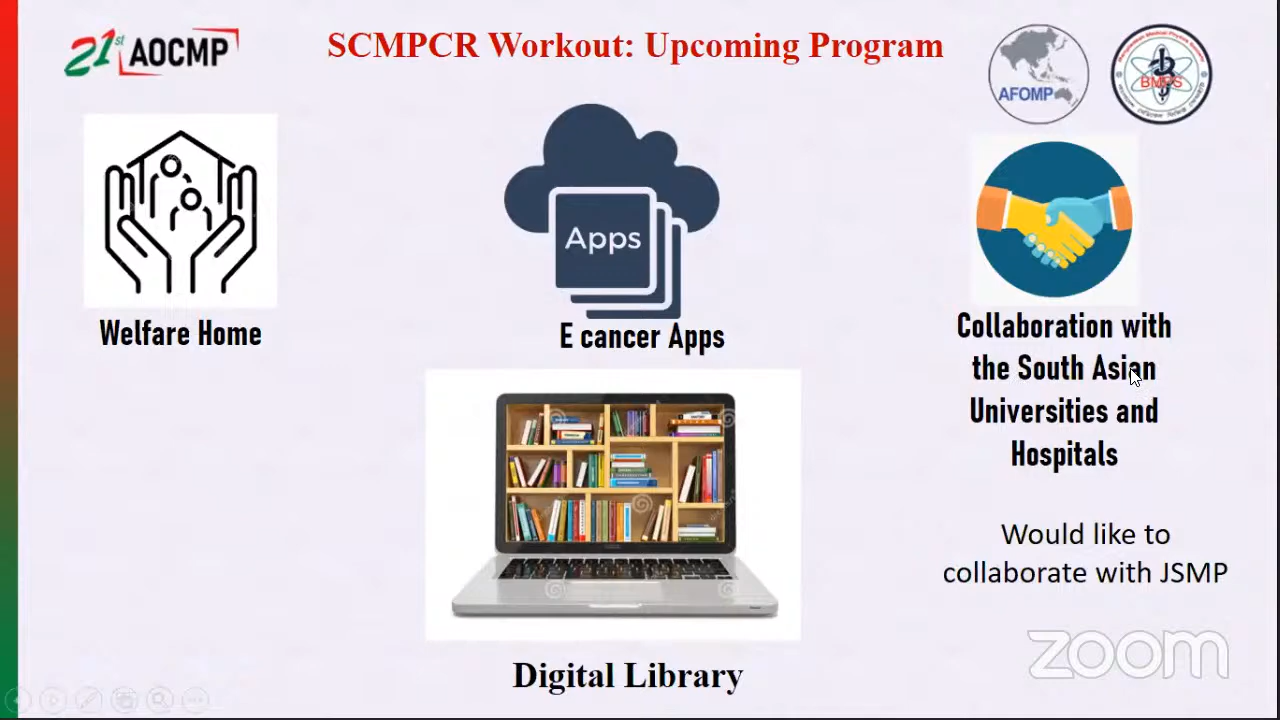 21st AOCMP
SCMPCR Workout: Upcoming Program
AFOMP
BMPS
Apps
Welfare Home
E cancer Apps
Collaboration with
the South Asian
Universities and
Hospitals
Would like to
collaborate with JSMP
Digital Library
zoom